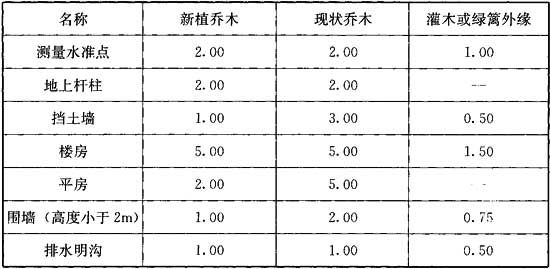 名称 新植乔木 现状乔木 灌木或绿篱外缘
测量水准点 2.00 2.00 1.00
地上杆柱 2.00 2.00 —
挡土墙 1.00 3.00 0.50
楼房 5.00 5.00 1.50
平房 2.00 5.00 —
围墙（高度小于2m） 1.00 2.00 0.75
排水明沟 1.00 1.00 0.50